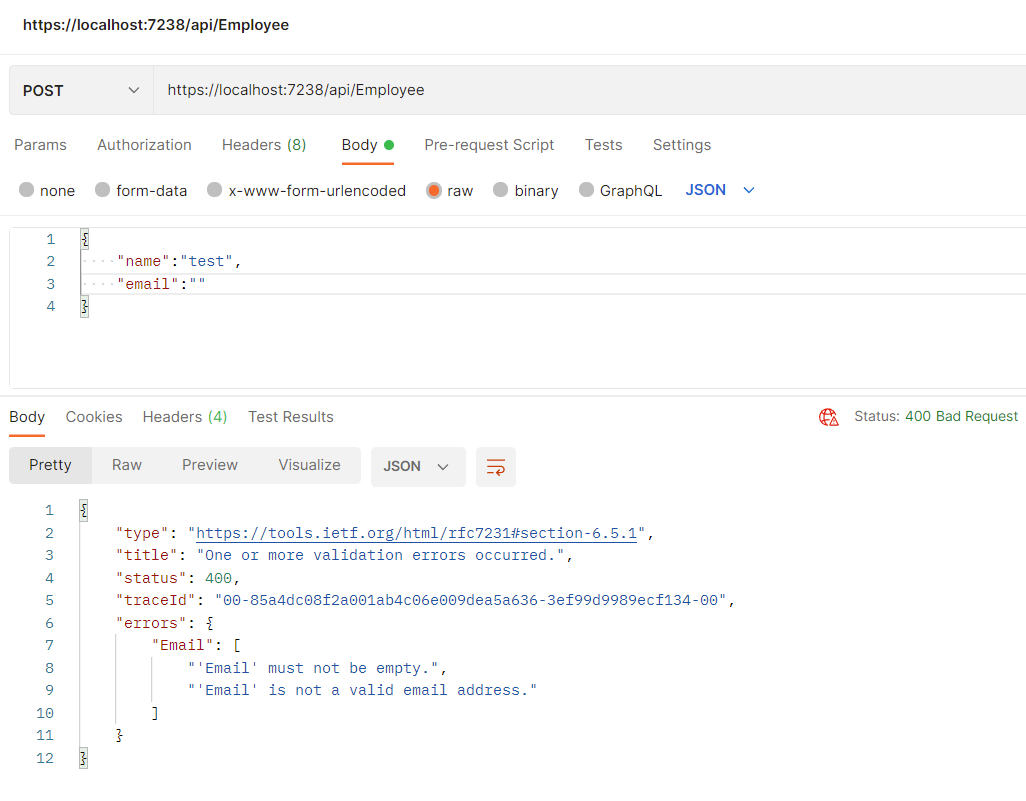 https://localhost:7238/api/Employee
POST https://localhost:7238/api/Employee
Params Authorization Headers (8) Body Pre-request Script Tests Settings
none form-data x-www-form-urlencoded raw binary GraphQL JSON
1 {
2 ····"name":"test",
3 ····"email":""
4 }
Body Cookies Headers (4) Test Results Status: 400 Bad Request
Pretty Raw Preview Visualize JSON
1 {
2 "type": "https://tools.ietf.org/html/rfc7231#section-6.5.1",
3 "title": "One or more validation errors occurred.",
4 "status": 400,
5 "traceId": "00-85a4dc08f2a001ab4c06e009dea5a636-3ef99d9989ecf134-00",
6 "errors": {
7 "Email": [
8 "'Email' must not be empty.",
9 "'Email' is not a valid email address."
10 ]
11 }
12 }